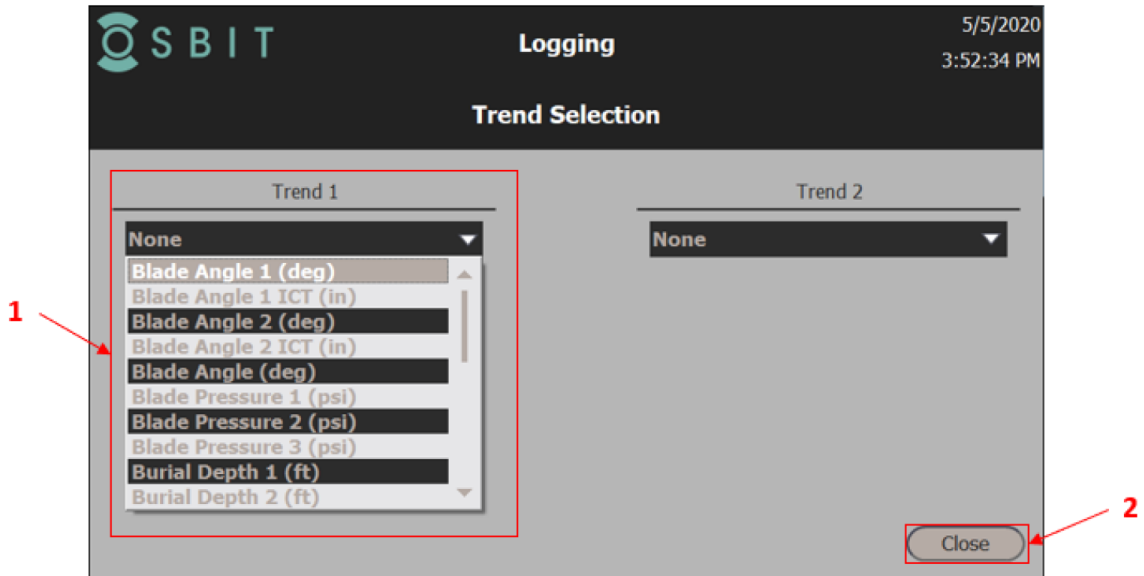 OSBIT
Logging
5/5/2020
3:52:34 PM
Trend Selection
Trend 1
Trend 2
None
None
Blade Angle 1 (deg)
Blade Angle 1 ICT (in)
Blade Angle 2 (deg)
Blade Angle 2 ICT (in)
Blade Angle (deg)
Blade Pressure 1 (psi)
Blade Pressure 2 (psi)
Blade Pressure 3 (psi)
Burial Depth 1 (ft)
Burial Depth 2 (ft)
1
Close
2